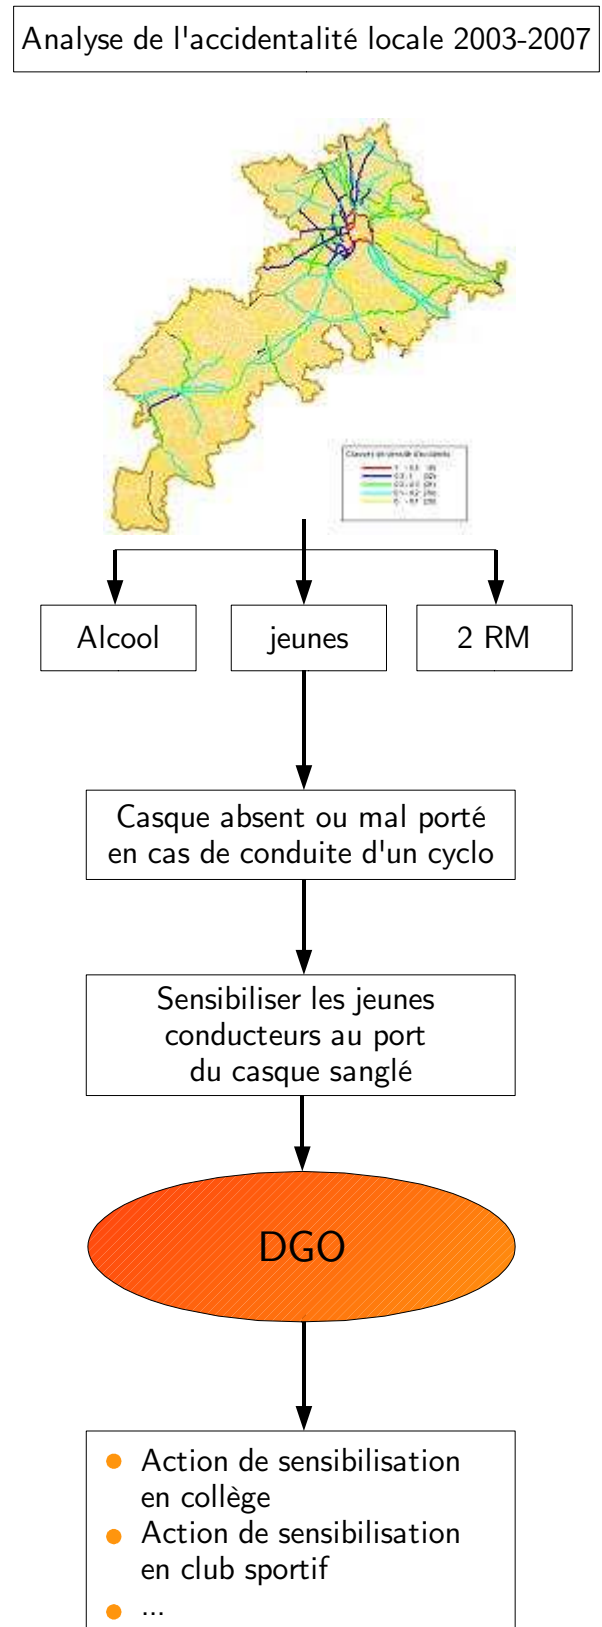 Analyse de l'accidentalité locale 2003-2007
Alcool
jeunes
2 RM
Casque absent ou mal porté
en cas de conduite d'un cyclo
Sensibiliser les jeunes
conducteurs au port
du casque sanglé
DGO
Action de sensibilisation
en collège
Action de sensibilisation
en club sportif
...